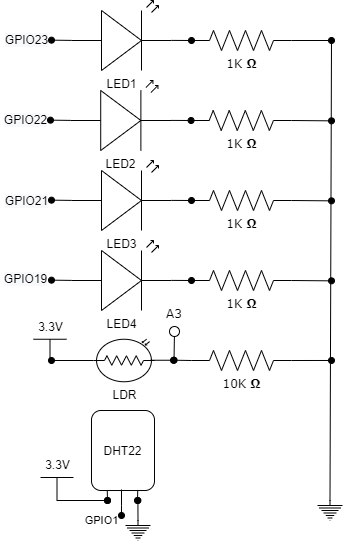 GPIO23
1K Ω
LED1
GPIO22
1K Ω
LED2
GPIO21
1K Ω
LED3
GPIO19
1K Ω
LED4
A3
3.3V
10K Ω
LDR
DHT22
3.3V
GPIO1